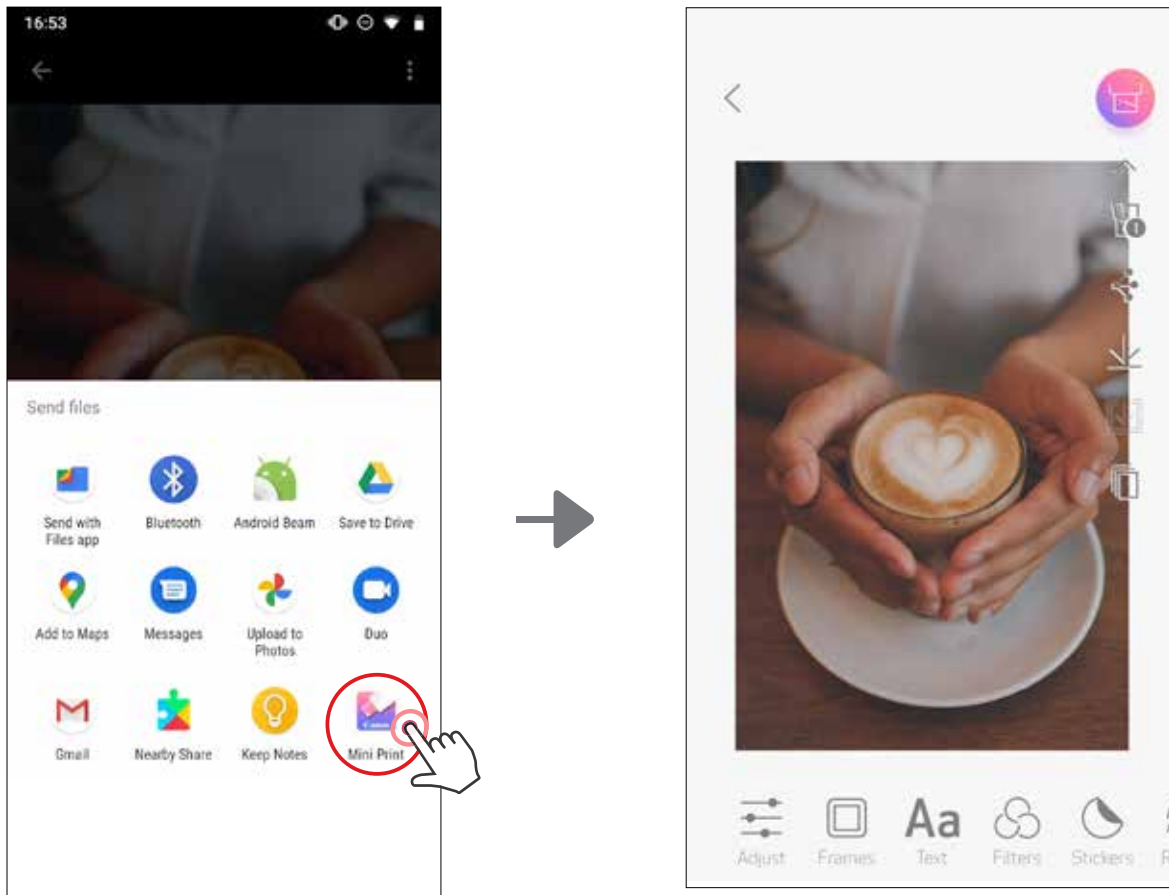 16:53
Send files
Send with
Files app
Bluetooth
Android Beam
Save to Drive
Add to Maps
Messages
Upload to
Photos
Duo
Gmail
Nearby Share
Keep Notes
Mini Print
Adjust
Frames
Aa
Text
Filters
Stickers